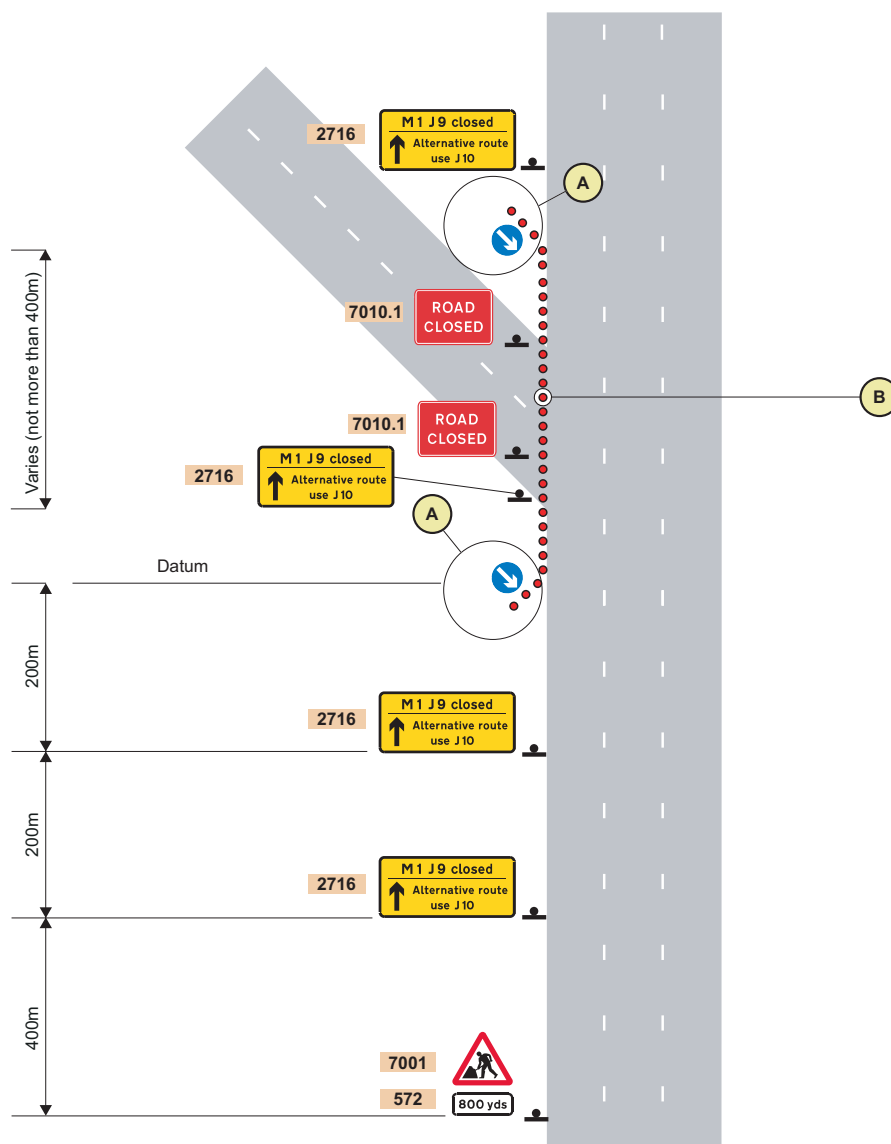 M1 J9 closed
2716
Alternative route
use J10
A
7010.1
ROAD
CLOSED
Varies (not more than 400m)
B
7010.1
ROAD
CLOSED
M1 J9 closed
2716
Alternative route
use J10
A
Datum
200m
M1 J9 closed
2716
Alternative route
use J10
200m
M1 J9 closed
2716
Alternative route
use J10
400m
7001
572
800 yds